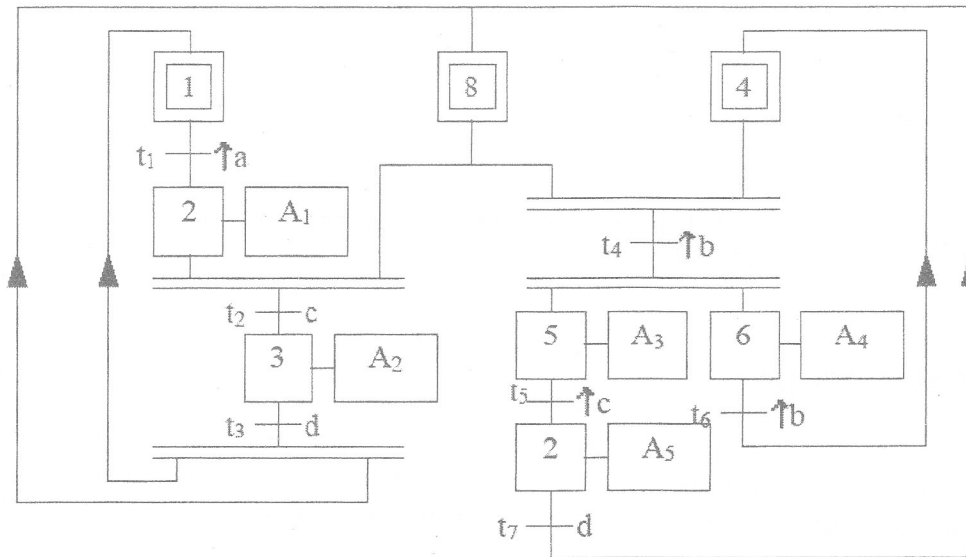 1 8 4
t₁ ↑a
2 A₁
t₄ ↑b
t₂ c
3 A₂ 5 A₃ 6 A₄
t₅ ↑c t₆ ↑b
t₃ d
2 A₅
t₇ d